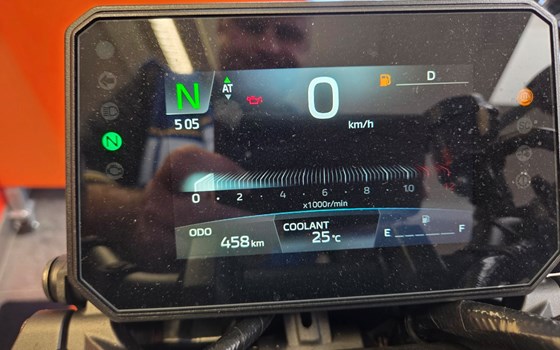 N
AT
0
D
5 05
km/h
0 2 4 6 8 10
x1000r/min
ODO
458 km
COOLANT
25 °C
E F
N